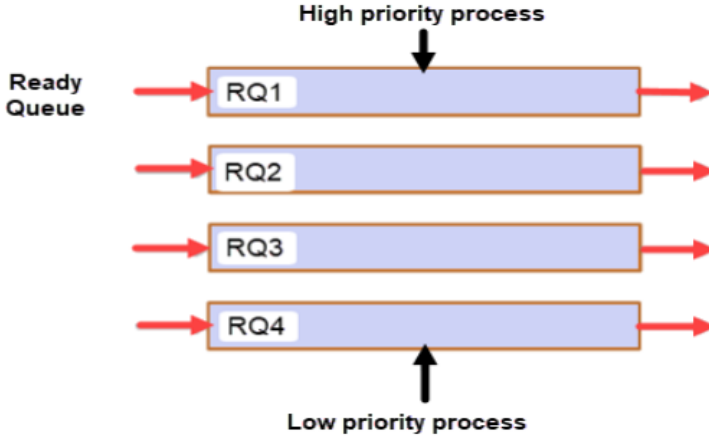 High priority process
Ready
Queue
RQ1
RQ2
RQ3
RQ4
Low priority process